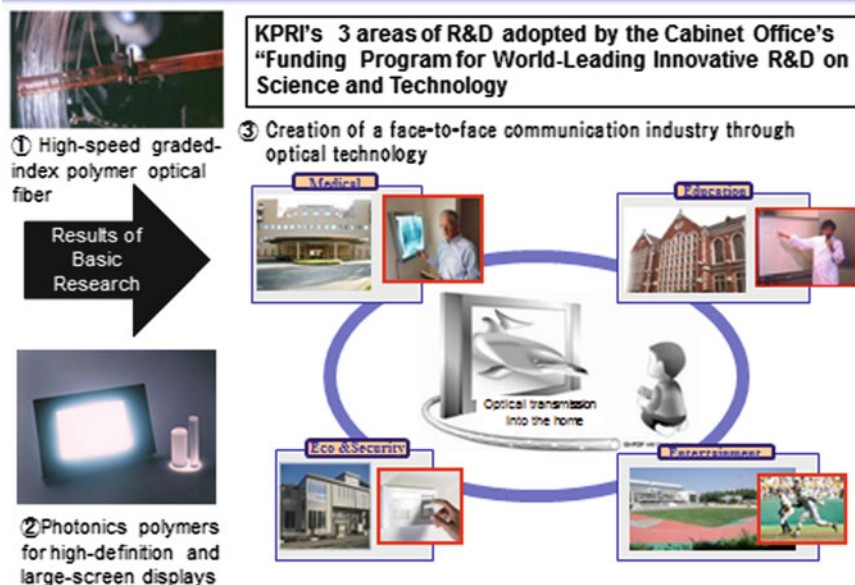 KPRI's 3 areas of R&D adopted by the Cabinet Office's
“Funding Program for World-Leading Innovative R&D on
Science and Technology
① High-speed graded-
index polymer optical
fiber
Results of
Basic
Research
②Photonics polymers
for high-definition and
large-screen displays
③ Creation of a face-to-face communication industry through
optical technology
Medical
Education
Optical transmission
into the home
Eco &Security
Entertainment